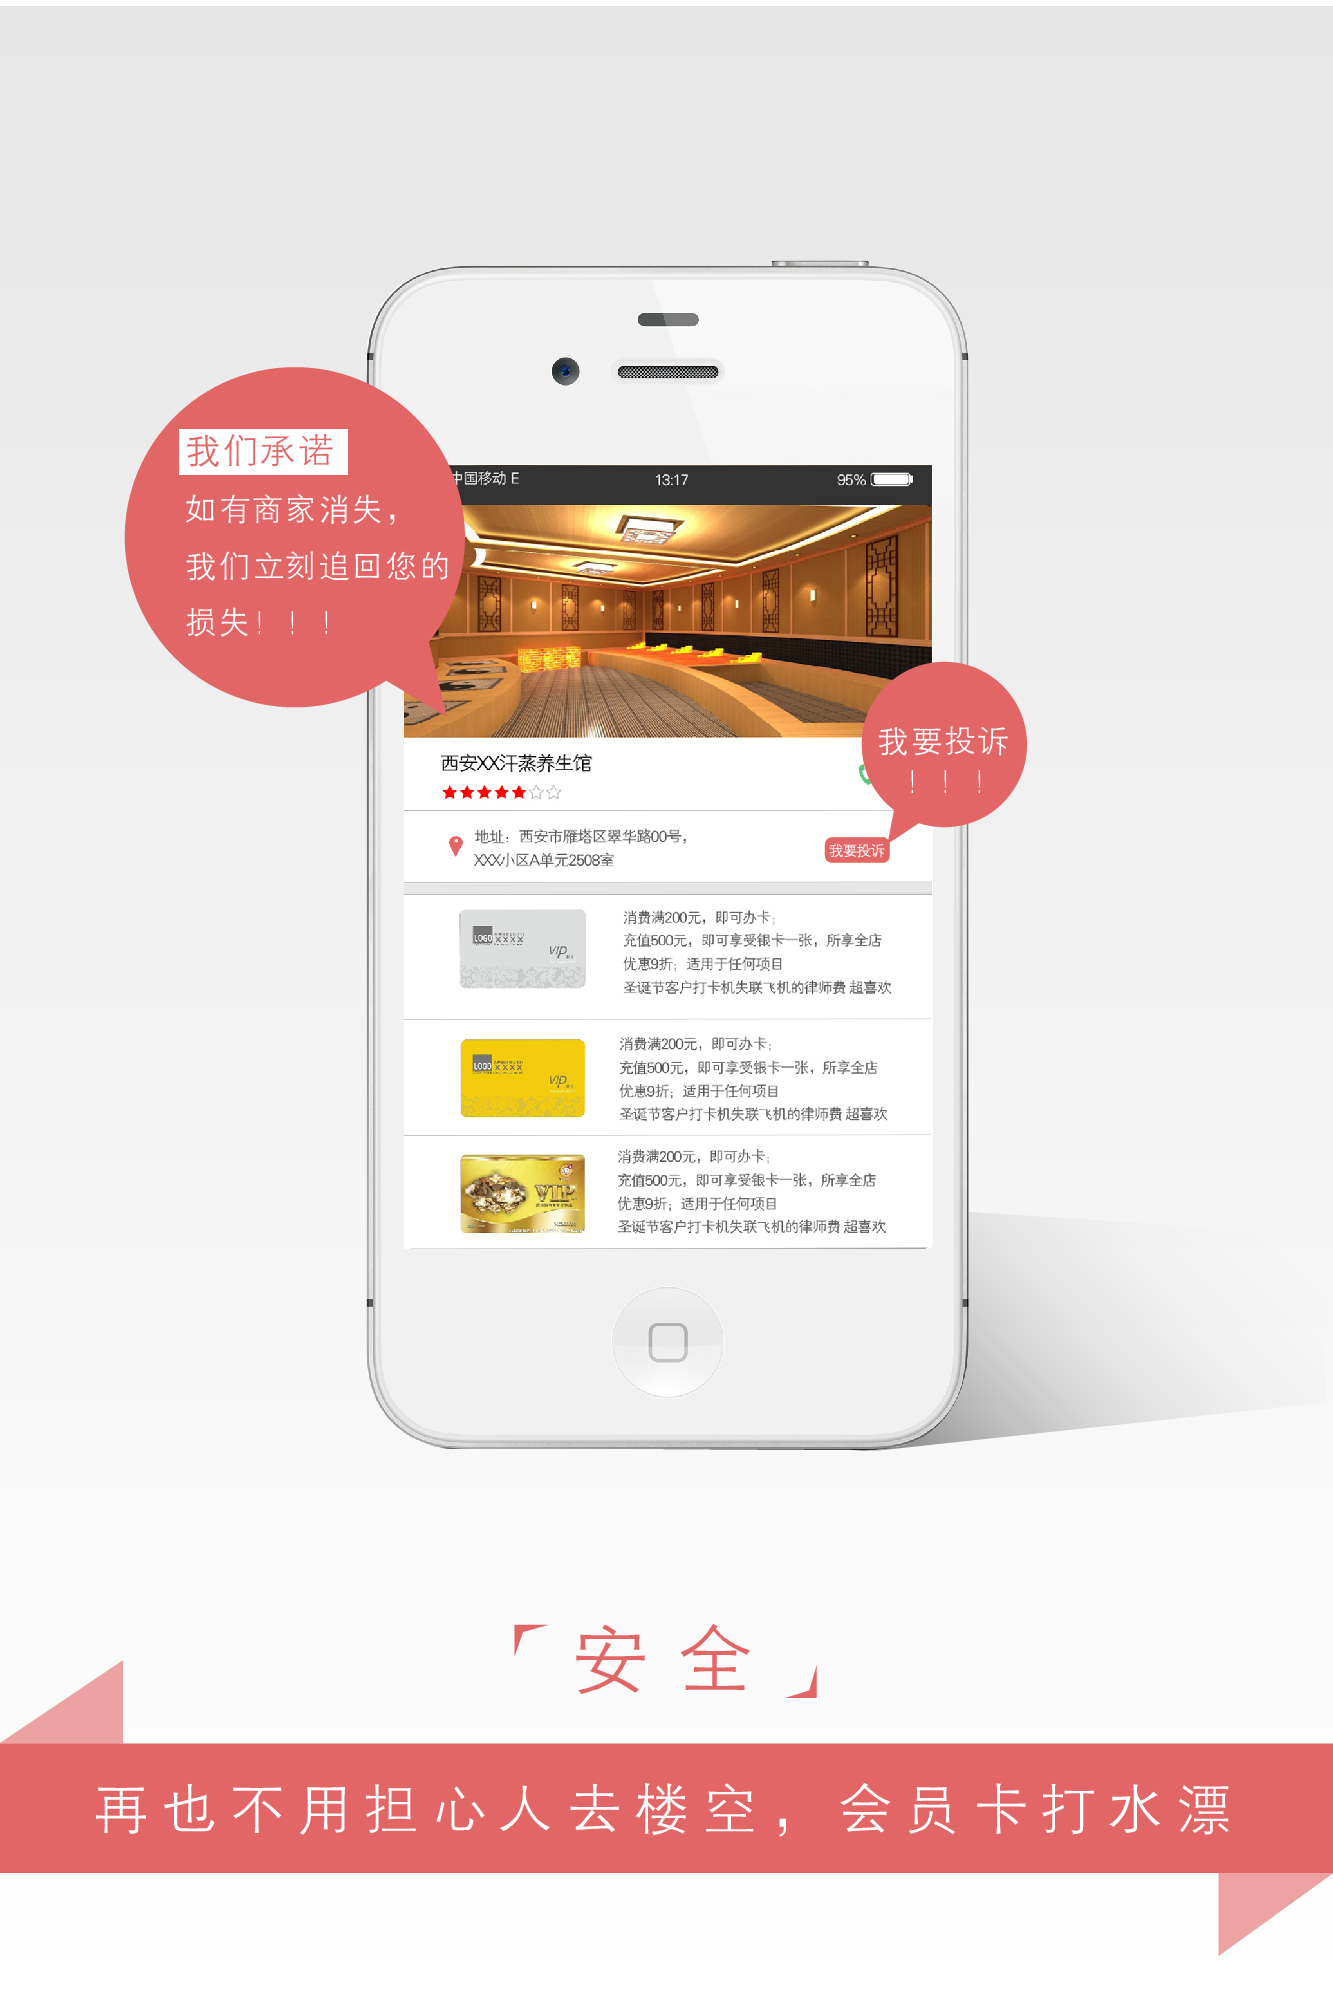 我们承诺
如有商家消失，
我们立刻追回您的
损失！！！
中国移动 E
13:17
95%
西安XX汗蒸养生馆
我要投诉
！！！
地址：西安市雁塔区翠华路00号，
XXX小区A单元2508室
我要投诉
LOGO
XXXX
VIP
消费满200元，即可办卡；
充值500元，即可享受银卡一张，所享全店
优惠9折；适用于任何项目
圣诞节客户打卡机失联飞机的律师费 超喜欢
LOGO
XXXX
VIP
消费满200元，即可办卡；
充值500元，即可享受银卡一张，所享全店
优惠9折；适用于任何项目
圣诞节客户打卡机失联飞机的律师费 超喜欢
VIP
消费满200元，即可办卡；
充值500元，即可享受银卡一张，所享全店
优惠9折；适用于任何项目
圣诞节客户打卡机失联飞机的律师费 超喜欢
安全
再也不用担心人去楼空，会员卡打水漂